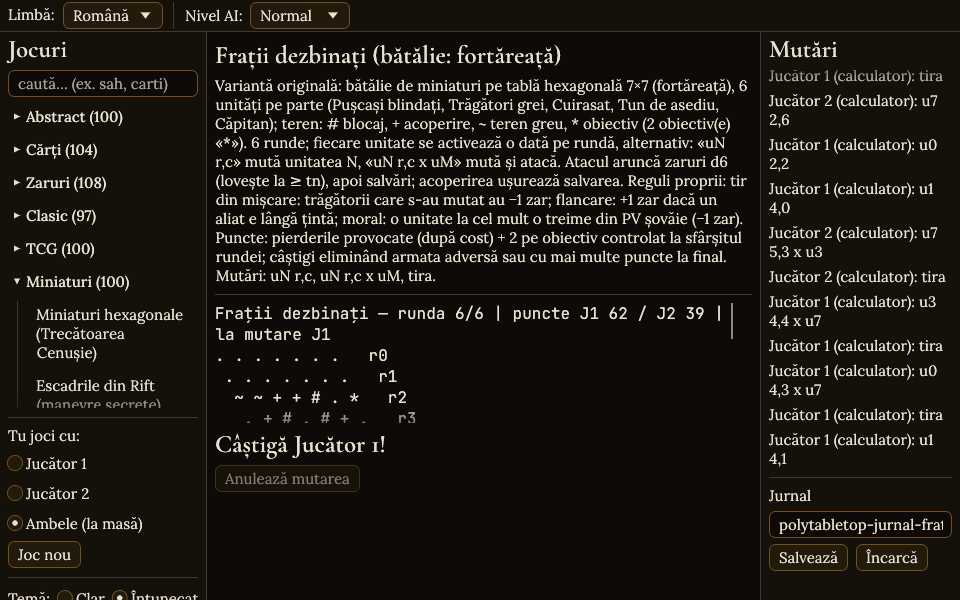 Limbă: Română ▼ Nivel AI: Normal ▼
Jocuri
caută... (ex. sah, carti)
▸ Abstract (100)
▸ Cărți (104)
▸ Zaruri (108)
▸ Clasic (97)
▸ TCG (100)
▾ Miniaturi (100)
Miniaturi hexagonale
(Trecătoarea
Cenușie)
Escadrile din Rift
(manevre secrete)
Tu joci cu:
Jucător 1
Jucător 2
Ambele (la masă)
Joc nou
Temă: Clar Întunecat
Frații dezbinați (bătălie: fortăreață)
Variantă originală: bătălie de miniaturi pe tablă hexagonală 7×7 (fortăreață), 6
unități pe parte (Pușcași blindați, Trăgători grei, Cuirasat, Tun de asediu,
Căpitan); teren: # blocaj, + acoperire, ~ teren greu, * obiectiv (2 obiectiv(e)
«*»). 6 runde; fiecare unitate se activează o dată pe rundă, alternativ: «uN
r,c» mută unitatea N, «uN r,c x uM» mută și atacă. Atacul aruncă zaruri d6
(lovește la ≥ tn), apoi salvări; acoperirea ușurează salvarea. Reguli proprii: tir
din mișcare: trăgătorii care s-au mutat au −1 zar; flancare: +1 zar dacă un
aliat e lângă țintă; moral: o unitate la cel mult o treime din PV șovăie (−1 zar).
Puncte: pierderile provocate (după cost) + 2 pe obiectiv controlat la sfârșitul
rundei; câștigi eliminând armata adversă sau cu mai multe puncte la final.
Mutări: uN r,c, uN r,c x uM, tira.
Frații dezbinați — runda 6/6 | puncte J1 62 / J2 39 |
la mutare J1
. . . . . . . r0
. . . . . . . r1
~ ~ + + # . * r2
. + # . # + . r3
Câștigă Jucător 1!
Anulează mutarea
Mutări
Jucător 1 (calculator): tira
Jucător 2 (calculator): u7
2,6
Jucător 1 (calculator): u0
2,2
Jucător 1 (calculator): u1
4,0
Jucător 2 (calculator): u7
5,3 x u3
Jucător 2 (calculator): tira
Jucător 1 (calculator): u3
4,4 x u7
Jucător 1 (calculator): tira
Jucător 1 (calculator): u0
4,3 x u7
Jucător 1 (calculator): tira
Jucător 1 (calculator): u1
4,1
Jurnal
polytabletop-jurnal-frat
Salvează Încarcă